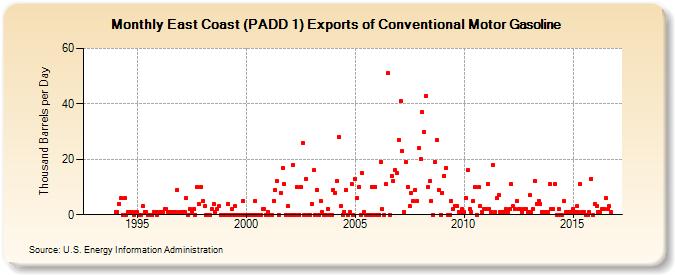 Monthly East Coast (PADD 1) Exports of Conventional Motor Gasoline
Thousand Barrels per Day
60
40
20
0
1995 2000 2005 2010 2015
Source: U.S. Energy Information Administration